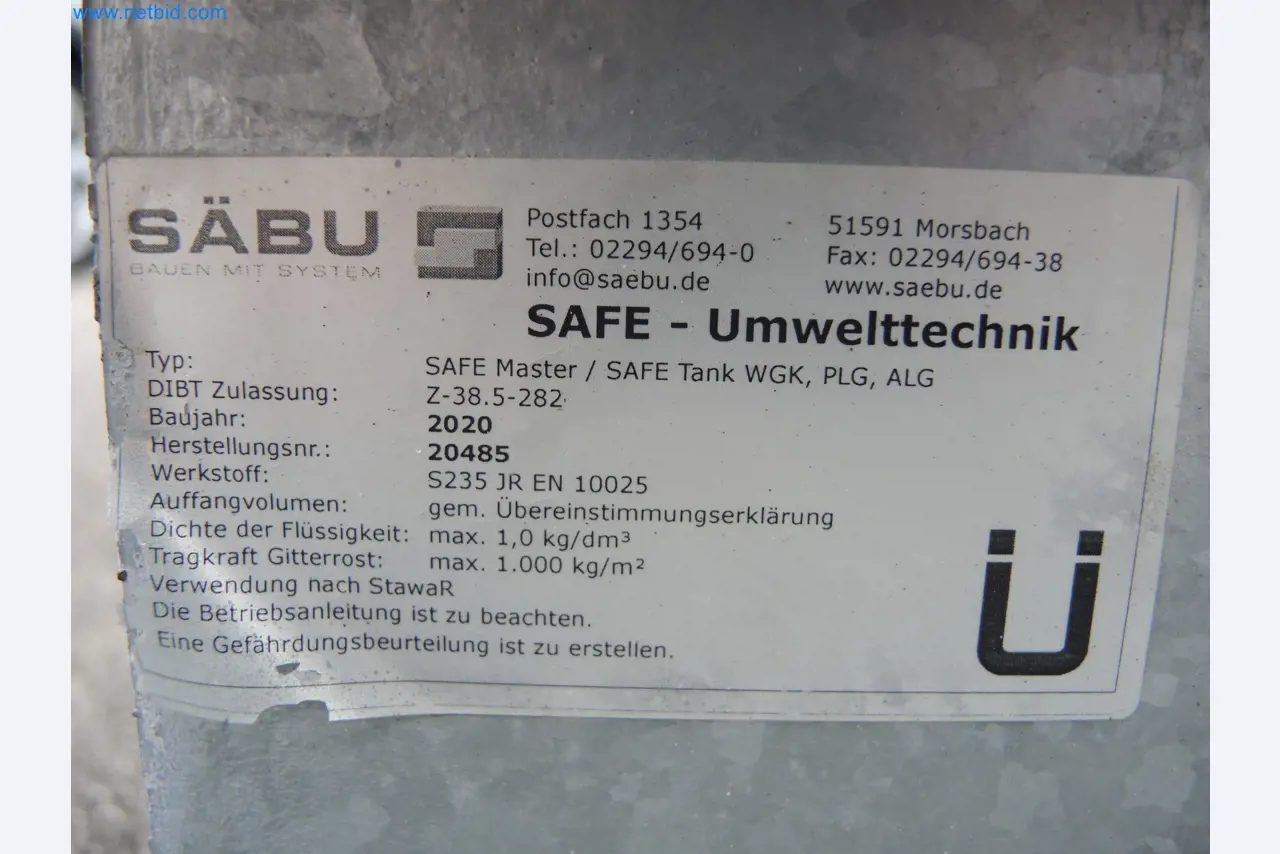 www.netbid.com
SÄBU
BAUEN MIT SYSTEM
Postfach 1354 51591 Morsbach
Tel.: 02294/694-0 Fax: 02294/694-38
info@saebu.de www.saebu.de
SAFE - Umwelttechnik
Typ: SAFE Master / SAFE Tank WGK, PLG, ALG
DIBT Zulassung: Z-38.5-282
Baujahr: 2020
Herstellungsnr.: 20485
Werkstoff: S235 JR EN 10025
Auffangvolumen: gem. Übereinstimmungserklärung
Dichte der Flüssigkeit: max. 1,0 kg/dm³
Tragkraft Gitterrost: max. 1.000 kg/m²
Verwendung nach StawaR
Die Betriebsanleitung ist zu beachten.
Eine Gefährdungsbeurteilung ist zu erstellen.
Ü